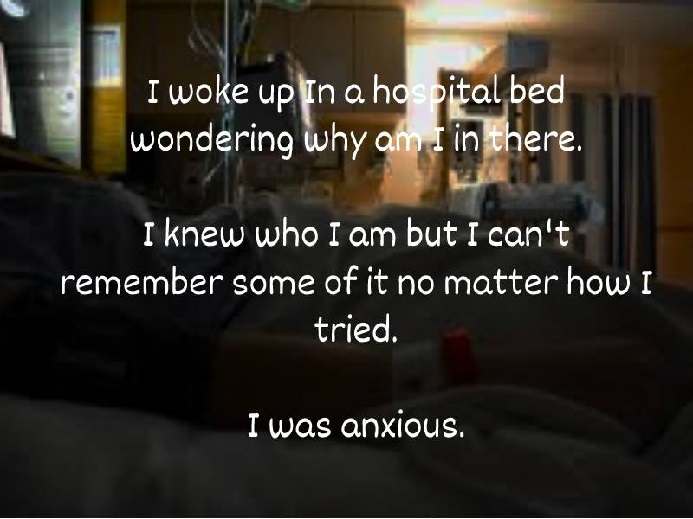 I woke up In a hospital bed
wondering why am I in there.
I knew who I am but I can't
remember some of it no matter how I
tried.
I was anxious.